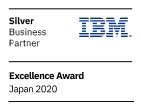 Silver
IBM
Business
Partner
Excellence Award
Japan 2020